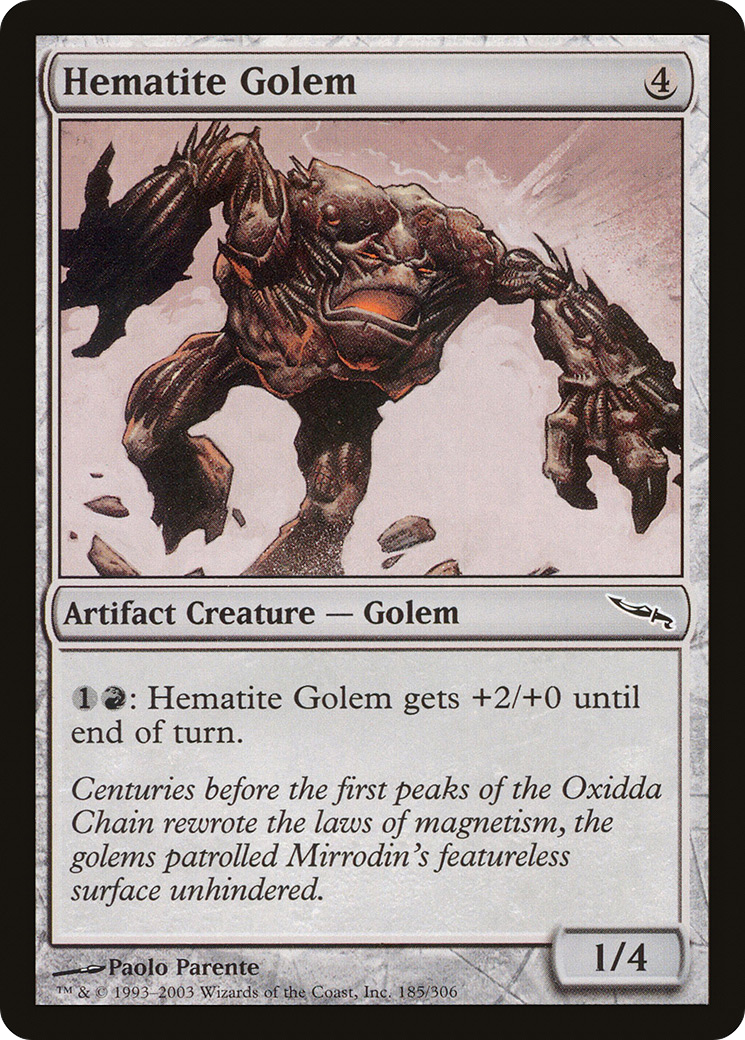 Hematite Golem 4
Artifact Creature — Golem
1: Hematite Golem gets +2/+0 until
end of turn.
Centuries before the first peaks of the Oxidda
Chain rewrote the laws of magnetism, the
golems patrolled Mirrodin's featureless
surface unhindered.
1/4
Paolo Parente
™ & © 1993–2003 Wizards of the Coast, Inc. 185/306